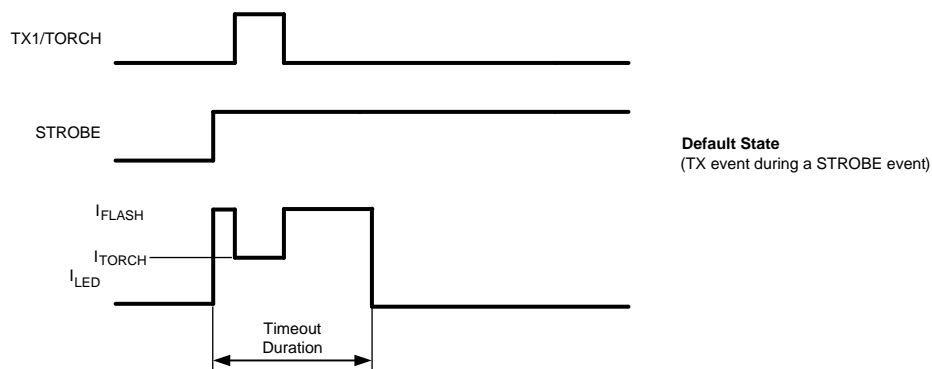 TX1/TORCH
STROBE
Default State
(TX event during a STROBE event)
IFLASH
ITORCH
ILED
Timeout
Duration